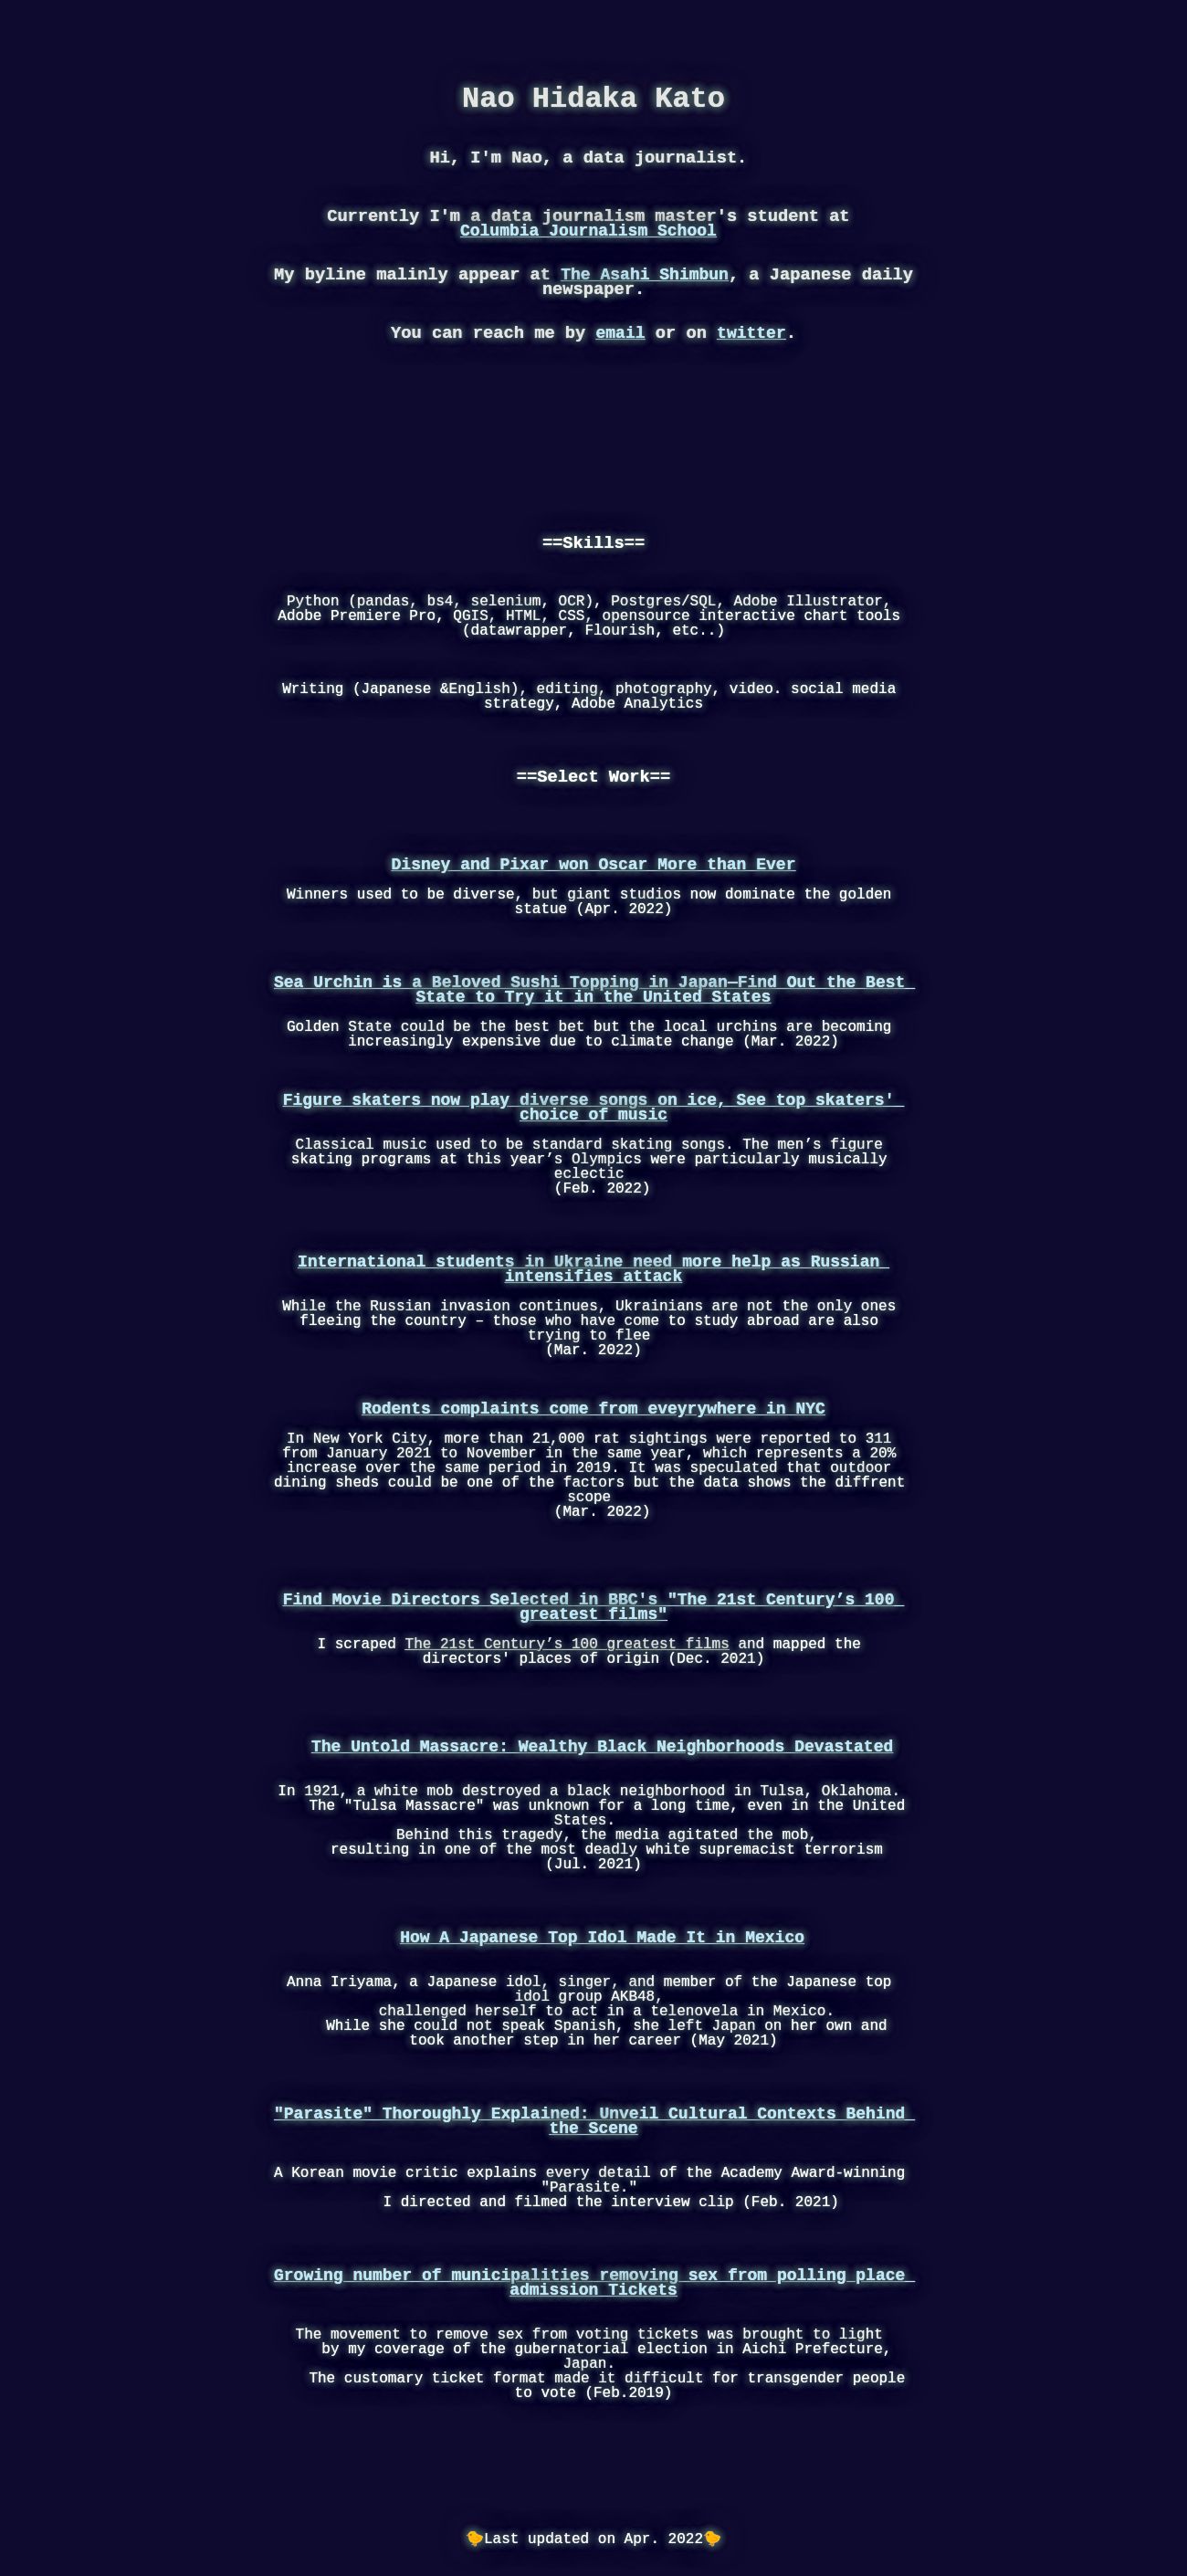 Nao Hidaka Kato
Hi, I'm Nao, a data journalist.
Currently I'm a data journalism master's student at
Columbia Journalism School
My byline malinly appear at The Asahi Shimbun, a Japanese daily
newspaper.
You can reach me by email or on twitter.
==Skills==
Python (pandas, bs4, selenium, OCR), Postgres/SQL, Adobe Illustrator,
Adobe Premiere Pro, QGIS, HTML, CSS, opensource interactive chart tools
(datawrapper, Flourish, etc..)
Writing (Japanese &English), editing, photography, video. social media
strategy, Adobe Analytics
==Select Work==
Disney and Pixar won Oscar More than Ever
Winners used to be diverse, but giant studios now dominate the golden
statue (Apr. 2022)
Sea Urchin is a Beloved Sushi Topping in Japan—Find Out the Best
State to Try it in the United States
Golden State could be the best bet but the local urchins are becoming
increasingly expensive due to climate change (Mar. 2022)
Figure skaters now play diverse songs on ice, See top skaters'
choice of music
Classical music used to be standard skating songs. The men’s figure
skating programs at this year’s Olympics were particularly musically
eclectic
(Feb. 2022)
International students in Ukraine need more help as Russian
intensifies attack
While the Russian invasion continues, Ukrainians are not the only ones
fleeing the country – those who have come to study abroad are also
trying to flee
(Mar. 2022)
Rodents complaints come from eveyrywhere in NYC
In New York City, more than 21,000 rat sightings were reported to 311
from January 2021 to November in the same year, which represents a 20%
increase over the same period in 2019. It was speculated that outdoor
dining sheds could be one of the factors but the data shows the diffrent
scope
(Mar. 2022)
Find Movie Directors Selected in BBC's "The 21st Century’s 100
greatest films"
I scraped The 21st Century’s 100 greatest films and mapped the
directors' places of origin (Dec. 2021)
The Untold Massacre: Wealthy Black Neighborhoods Devastated
In 1921, a white mob destroyed a black neighborhood in Tulsa, Oklahoma.
The "Tulsa Massacre" was unknown for a long time, even in the United
States.
Behind this tragedy, the media agitated the mob,
resulting in one of the most deadly white supremacist terrorism
(Jul. 2021)
How A Japanese Top Idol Made It in Mexico
Anna Iriyama, a Japanese idol, singer, and member of the Japanese top
idol group AKB48,
challenged herself to act in a telenovela in Mexico.
While she could not speak Spanish, she left Japan on her own and
took another step in her career (May 2021)
"Parasite" Thoroughly Explained: Unveil Cultural Contexts Behind
the Scene
A Korean movie critic explains every detail of the Academy Award-winning
"Parasite."
I directed and filmed the interview clip (Feb. 2021)
Growing number of municipalities removing sex from polling place
admission Tickets
The movement to remove sex from voting tickets was brought to light
by my coverage of the gubernatorial election in Aichi Prefecture,
Japan.
The customary ticket format made it difficult for transgender people
to vote (Feb.2019)
🐤Last updated on Apr. 2022🐤